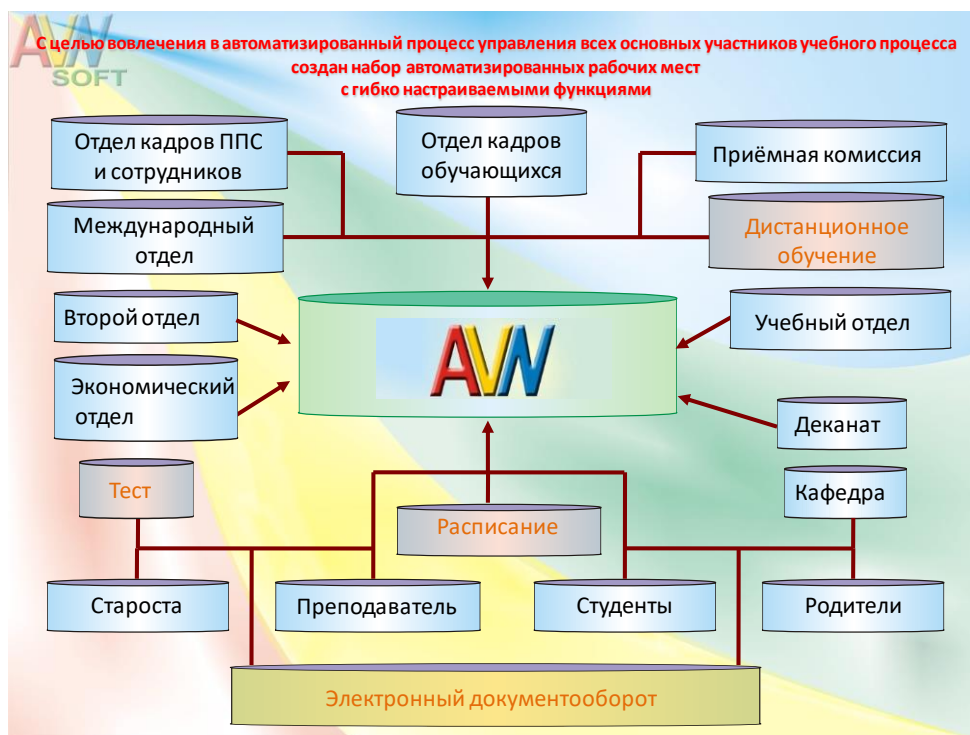 AVN
SOFT
С целью вовлечения в автоматизированный процесс управления всех основных участников учебного процесса
создан набор автоматизированных рабочих мест
с гибко настраиваемыми функциями
Отдел кадров ППС
и сотрудников
Отдел кадров
обучающихся
Приёмная комиссия
Международный
отдел
Дистанционное
обучение
Второй отдел
AVN
Учебный отдел
Экономический
отдел
Деканат
Тест
Кафедра
Расписание
Староста
Преподаватель
Студенты
Родители
Электронный документооборот